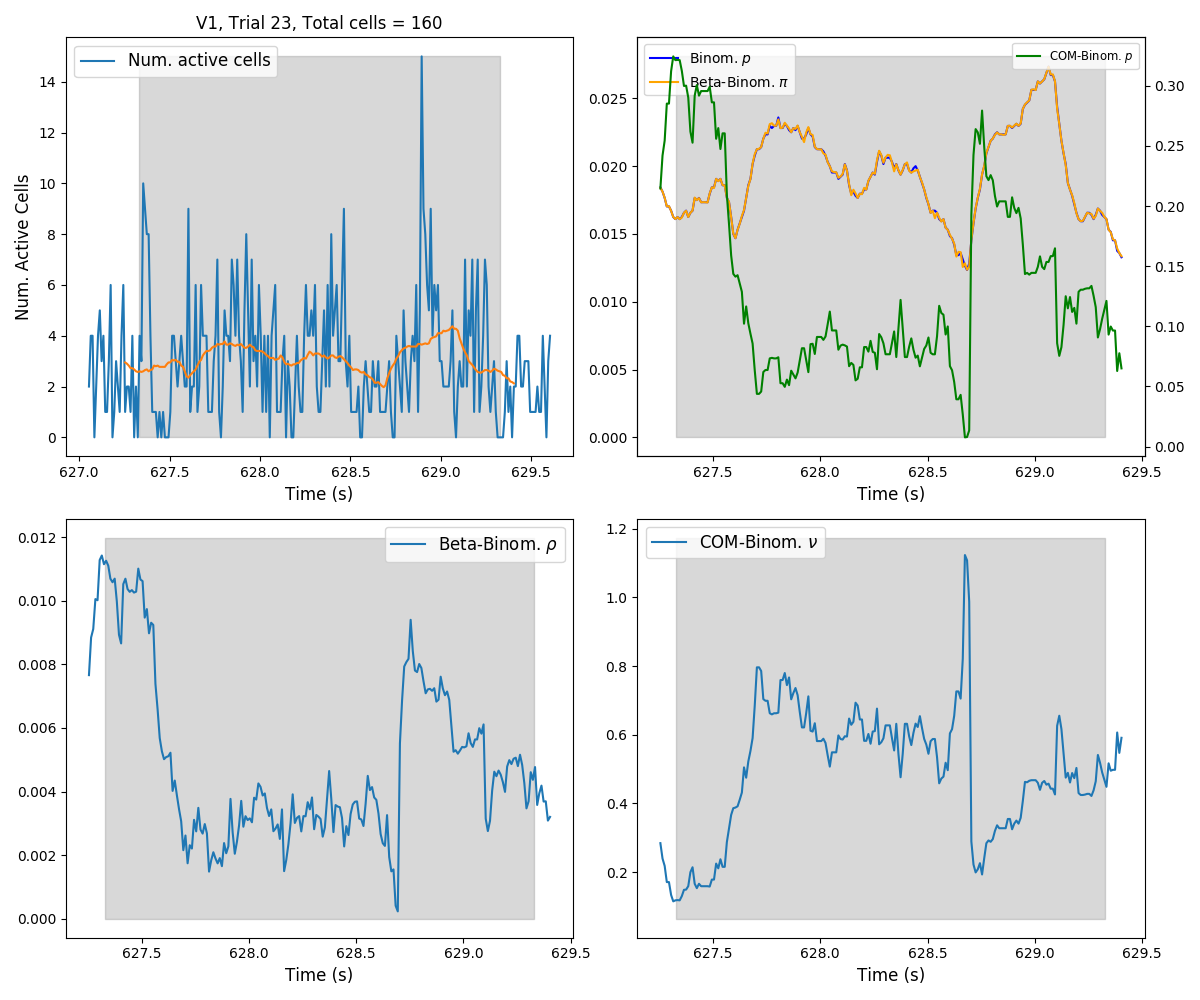 V1, Trial 23, Total cells = 160
Num. active cells
Num. Active Cells
14
12
10
8
6
4
2
0
627.0 627.5 628.0 628.5 629.0 629.5
Time (s)
Binom. p
Beta-Binom. π
COM-Binom. p
0.025
0.020
0.015
0.010
0.005
0.000
0.30
0.25
0.20
0.15
0.10
0.05
0.00
627.5 628.0 628.5 629.0 629.5
Time (s)
Beta-Binom. ρ
0.012
0.010
0.008
0.006
0.004
0.002
0.000
627.5 628.0 628.5 629.0 629.5
Time (s)
COM-Binom. ν
1.2
1.0
0.8
0.6
0.4
0.2
627.5 628.0 628.5 629.0 629.5
Time (s)